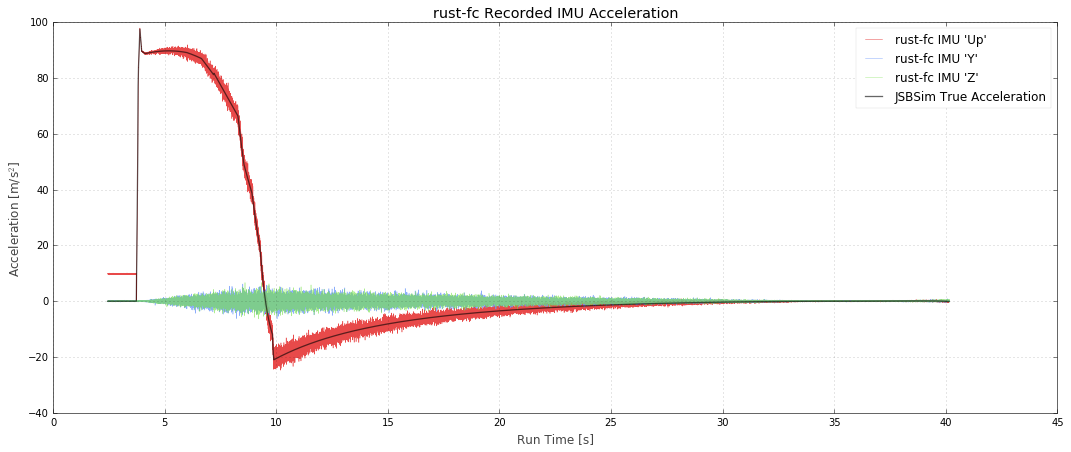 rust-fc Recorded IMU Acceleration
100
80
60
40
20
0
−20
−40
Acceleration [m/s²]
rust-fc IMU 'Up'
rust-fc IMU 'Y'
rust-fc IMU 'Z'
JSBSim True Acceleration
0 5 10 15 20 25 30 35 40 45
Run Time [s]